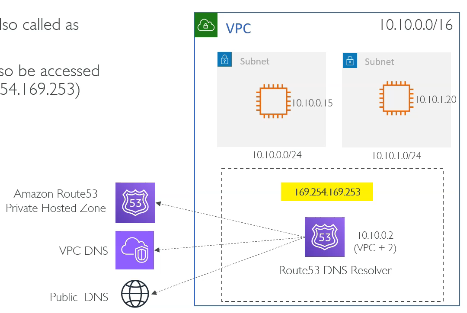 lso called as
so be accessed
54.169.253)
VPC
10.10.0.0/16
Subnet
Subnet
10.10.0.15
10.10.1.20
10.10.0.0/24
10.10.1.0/24
169.254.169.253
Amazon Route53
Private Hosted Zone
53
VPC DNS
Public DNS
53
10.10.0.2
(VPC + 2)
Route53 DNS Resolver